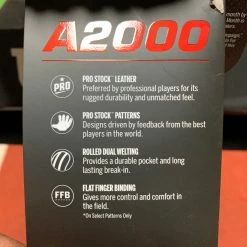 A2000
PRO
PRO STOCK™ LEATHER
Preferred by professional players for its
rugged durability and unmatched feel.
PRO STOCK™ PATTERNS
Designs driven by feedback from the best
players in the world.
ROLLED DUAL WELTING
Provides a durable pocket and long
lasting break-in.
FFB
FLAT FINGER BINDING
Gives more control and comfort in
the field.
*On Select Patterns Only